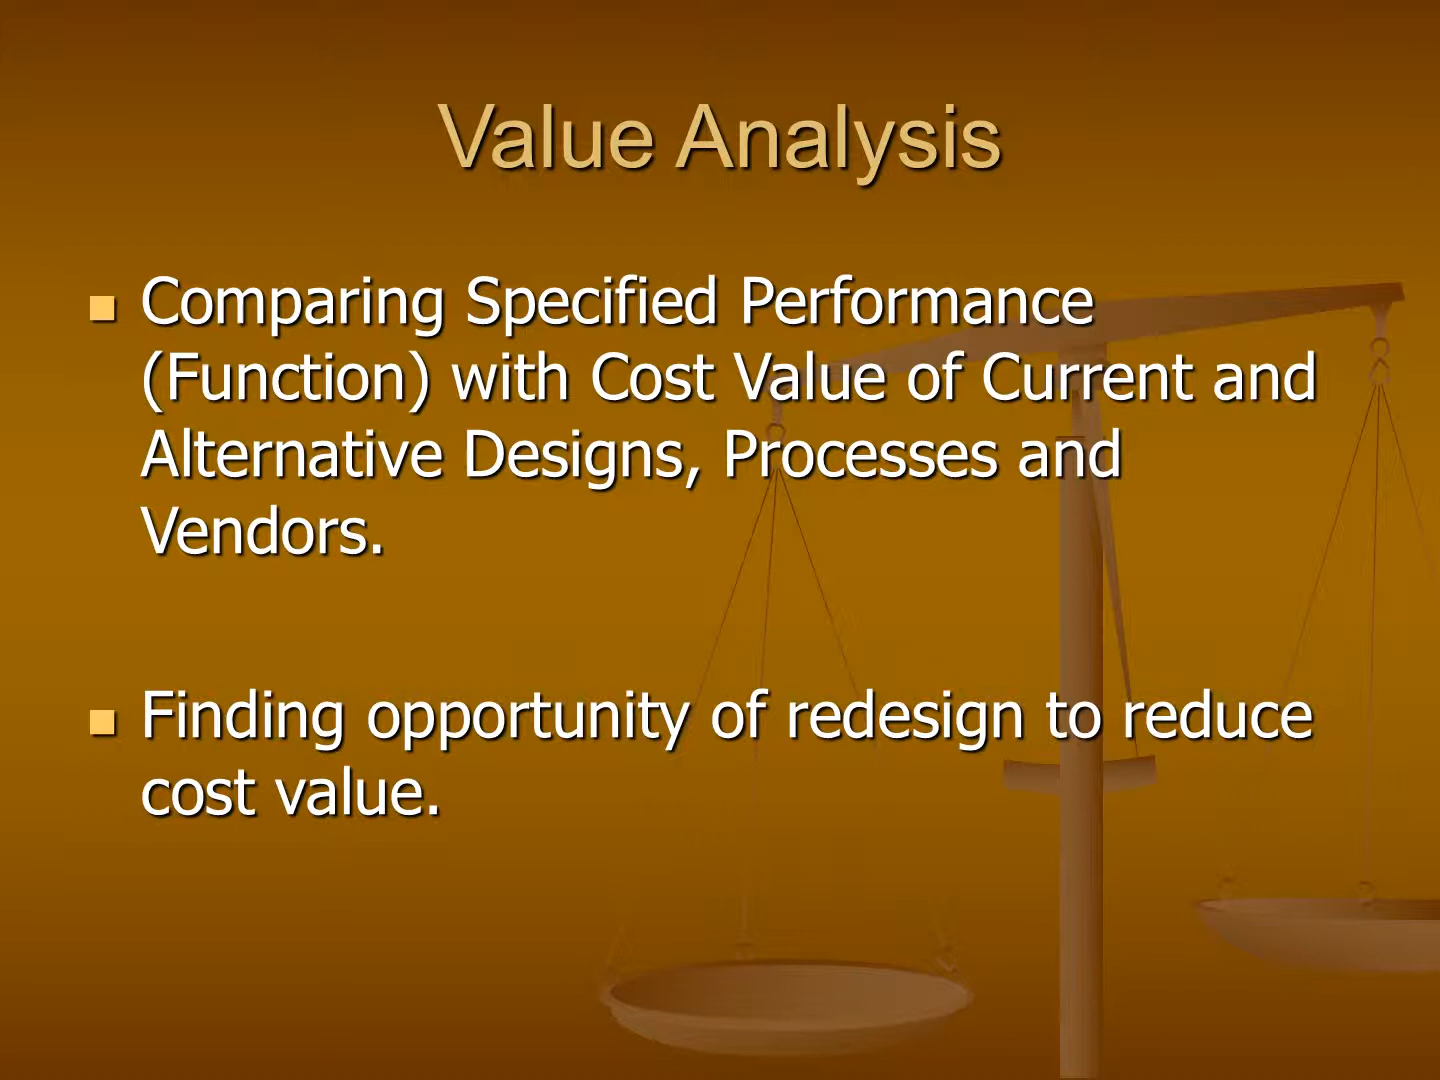 Value Analysis
Comparing Specified Performance
(Function) with Cost Value of Current and
Alternative Designs, Processes and
Vendors.
Finding opportunity of redesign to reduce
cost value.